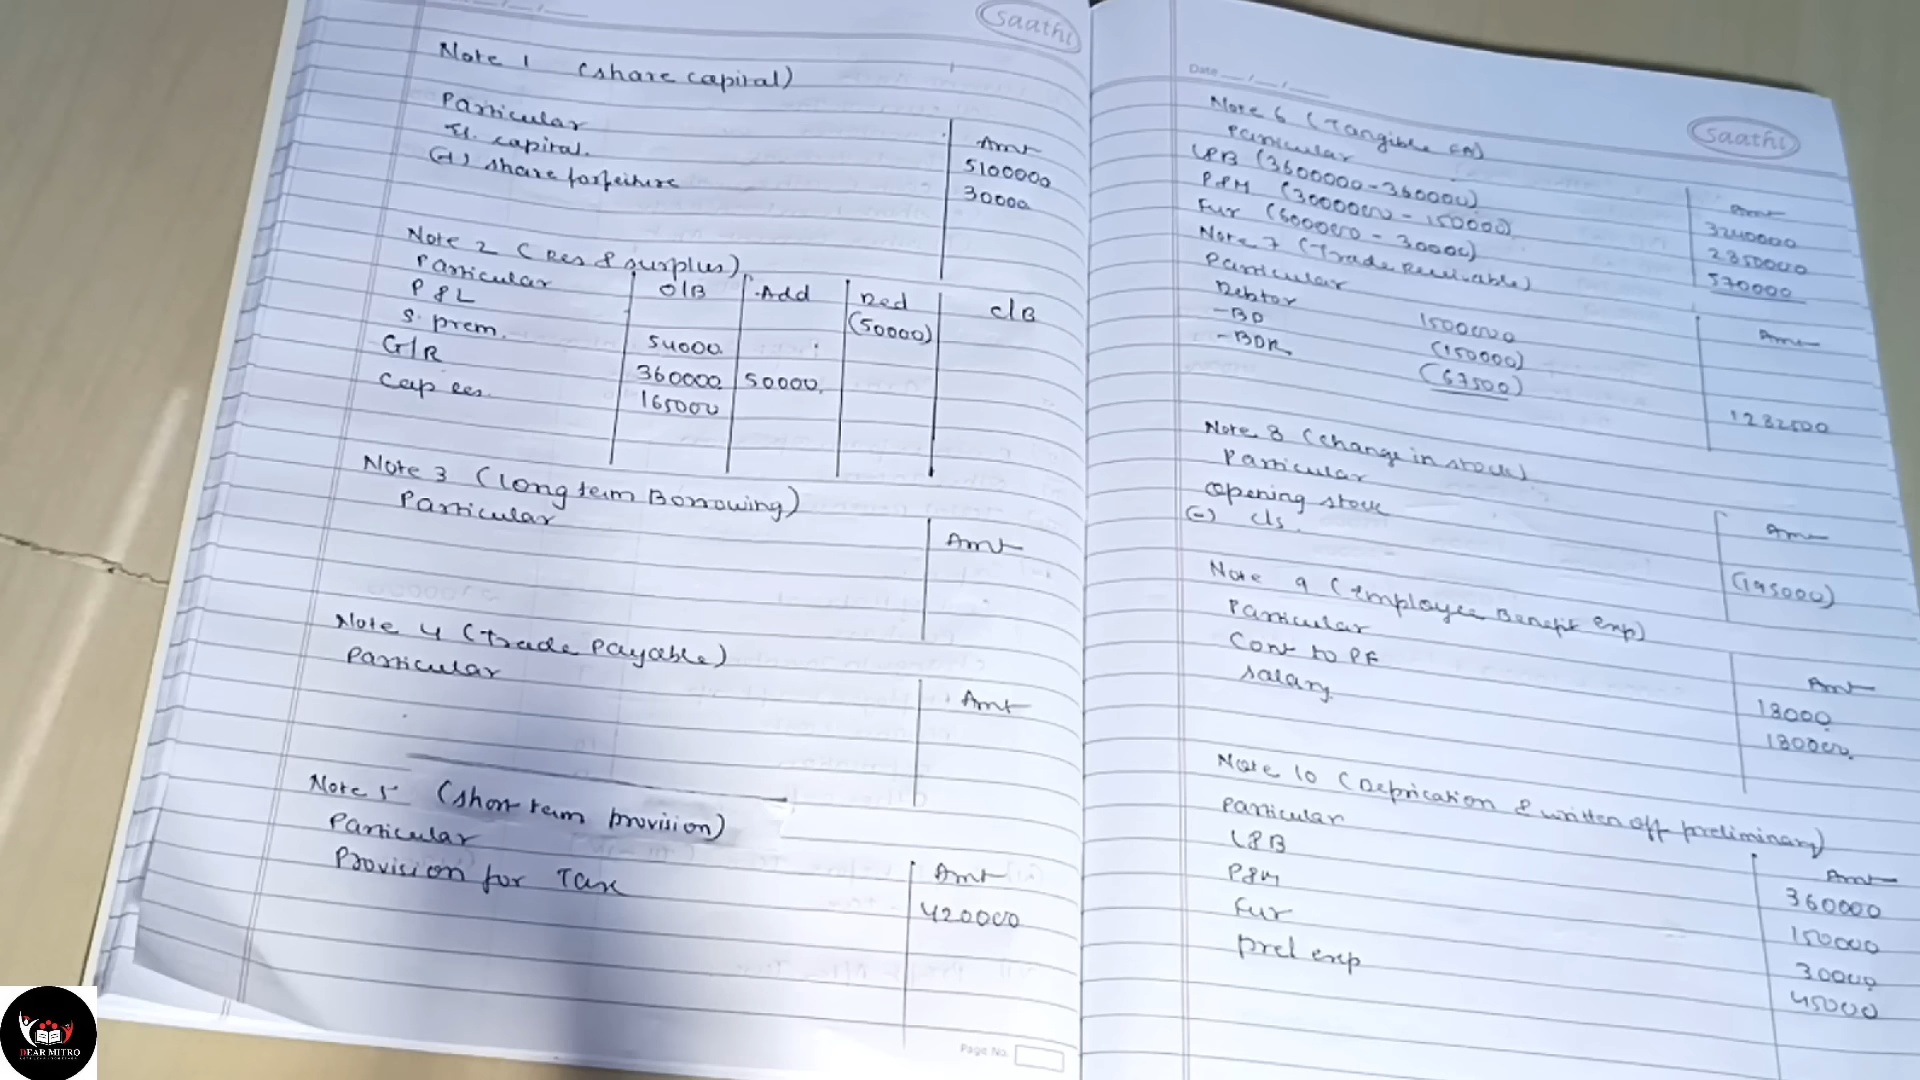 saathi
Note 1 (share capital)
Particular Amt
capital. 5100000
(+) share forfeiture 30000
Note 2 (Res & surplus)
Particular O/B Add Ded C/B
P&L (50000)
S. prem. 54000
G/R 360000 50000
Cap Res. 165000
Note 3 (long term Borrowing)
Particular Amt
Note 4 (Trade Payable)
Particular Amt
Note 5 (short term provision)
Particular Amt
Provision for Tax 420000
Page No.
Date / /
saathi
Note 6 (Tangible FA)
Particular Amt
L&B (3600000-360000) 3240000
P&M (3000000-150000) 2850000
Fur (600000-30000) 570000
Note 7 (Trade Receivable)
Particular Amt
Debtor 1500000
-BD (150000)
-BDR (67500)
1282500
Note 8 (change in stock)
Particular Amt
Opening stock
(-) cls. (195000)
Note 9 (Employee Benefit exp)
Particular Amt
Cont to PF 18000
Salary 180000
Note 10 (Deprication & written off preliminary)
Particular Amt
L&B 360000
P&M 150000
Fur 30000
prel exp 45000
DEAR MITRO